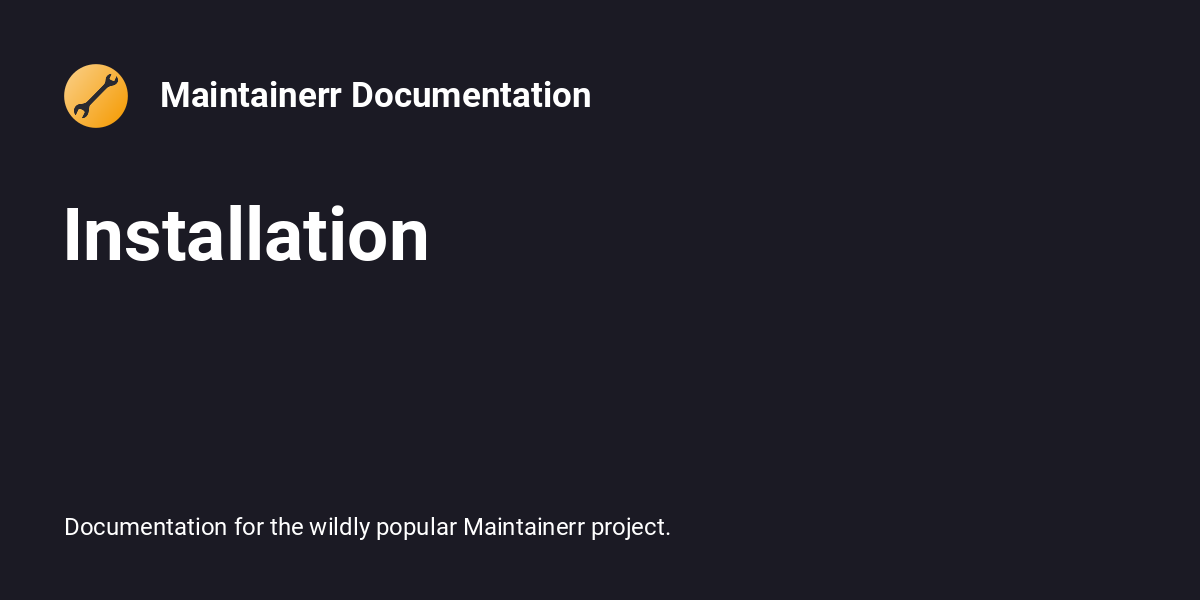 Maintainerr Documentation
Installation
Documentation for the wildly popular Maintainerr project.